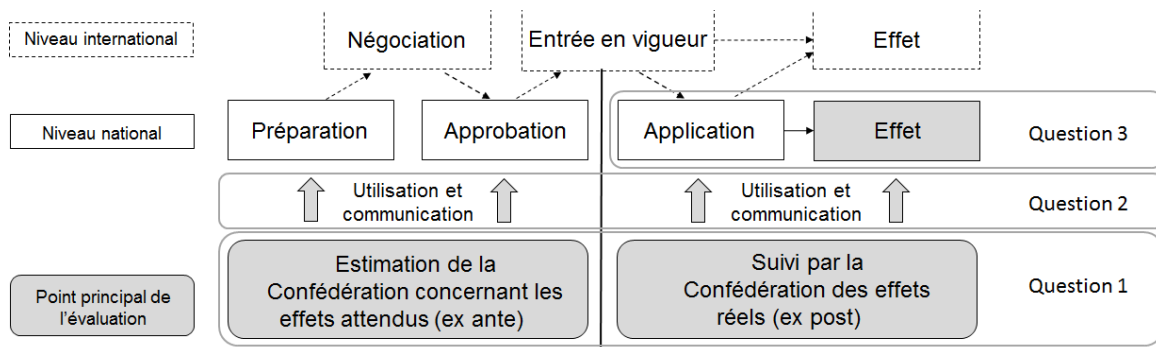 Niveau international
Négociation
Entrée en vigueur
Effet
Niveau national
Préparation
Approbation
Application
Effet
Question 3
Utilisation et
communication
Utilisation et
communication
Question 2
Point principal de
l’évaluation
Estimation de la
Confédération concernant les
effets attendus (ex ante)
Suivi par la
Confédération des effets
réels (ex post)
Question 1